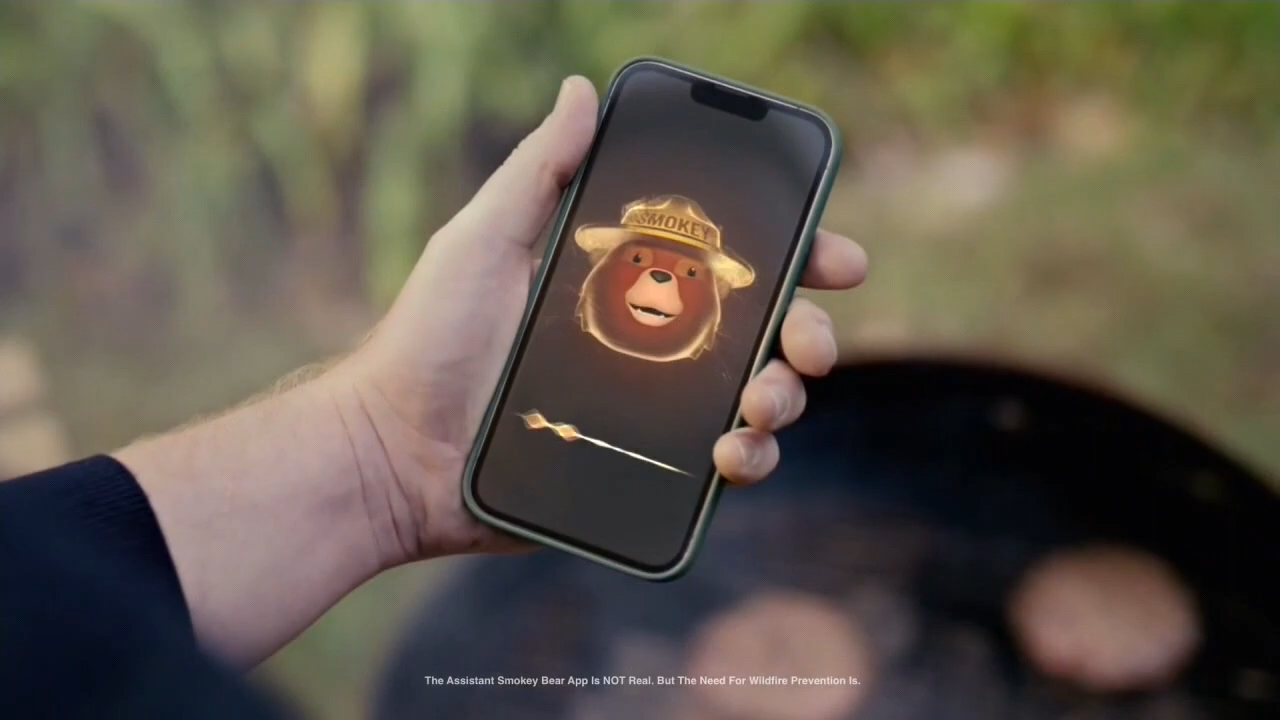 SMOKEY
The Assistant Smokey Bear App Is NOT Real. But The Need For Wildfire Prevention Is.